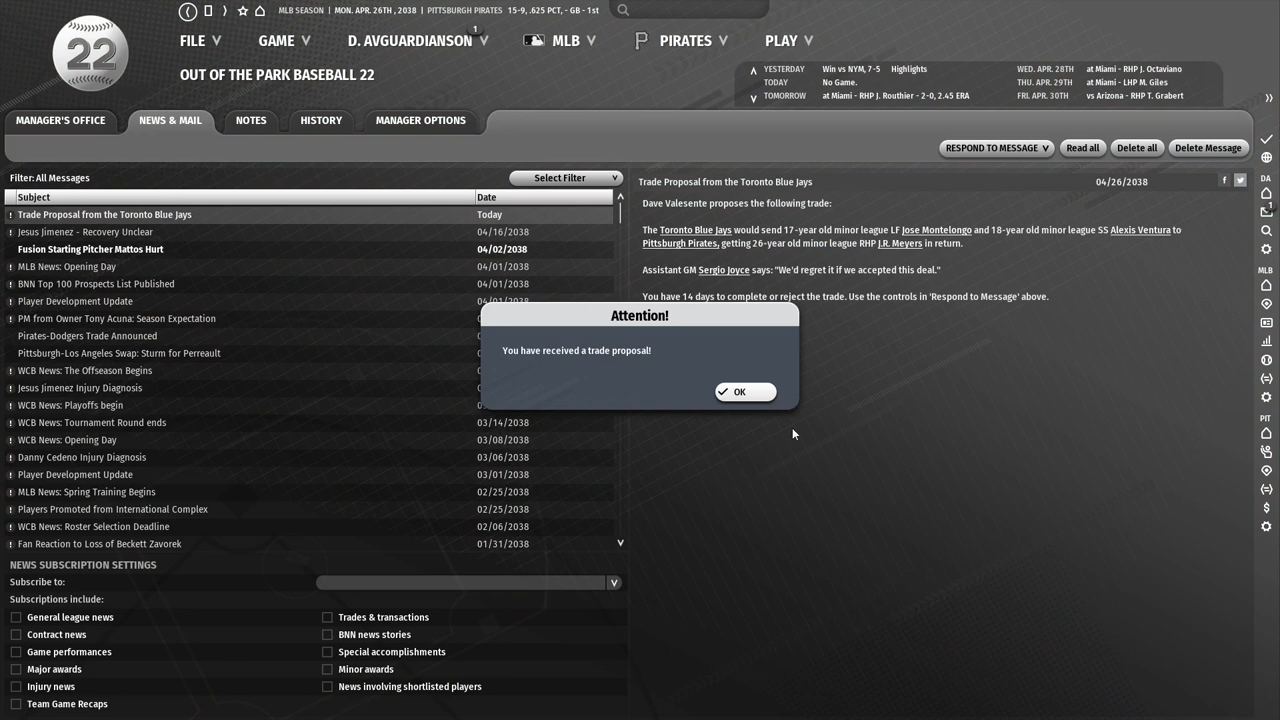 MLB SEASON | MON. APR. 26TH , 2038 | PITTSBURGH PIRATES 15-9, .625 PCT, - GB - 1st
22
FILE GAME D. AVGUARDIANSON 1 MLB P PIRATES PLAY
OUT OF THE PARK BASEBALL 22
YESTERDAY Win vs NYM, 7-5 Highlights WED. APR. 28TH at Miami - RHP J. Octaviano
TODAY No Game. THU. APR. 29TH at Miami - LHP M. Giles
TOMORROW at Miami - RHP J. Routhier - 2-0, 2.45 ERA FRI. APR. 30TH vs Arizona - RHP T. Grabert
MANAGER'S OFFICE NEWS & MAIL NOTES HISTORY MANAGER OPTIONS
RESPOND TO MESSAGE Read all Delete all Delete Message
Filter: All Messages Select Filter
Subject Date
Trade Proposal from the Toronto Blue Jays Today
Jesus Jimenez - Recovery Unclear 04/16/2038
Fusion Starting Pitcher Mattos Hurt 04/02/2038
MLB News: Opening Day 04/01/2038
BNN Top 100 Prospects List Published 04/01/2038
Player Development Update 04/01/2038
PM from Owner Tony Acuna: Season Expectation
Pirates-Dodgers Trade Announced
Pittsburgh-Los Angeles Swap: Sturm for Perreault
WCB News: The Offseason Begins
Jesus Jimenez Injury Diagnosis
WCB News: Playoffs begin
WCB News: Tournament Round ends 03/14/2038
WCB News: Opening Day 03/08/2038
Danny Cedeno Injury Diagnosis 03/06/2038
Player Development Update 03/01/2038
MLB News: Spring Training Begins 02/25/2038
Players Promoted from International Complex 02/25/2038
WCB News: Roster Selection Deadline 02/06/2038
Fan Reaction to Loss of Beckett Zavorek 01/31/2038
Trade Proposal from the Toronto Blue Jays 04/26/2038
Dave Valesente proposes the following trade:
The Toronto Blue Jays would send 17-year old minor league LF Jose Montelongo and 18-year old minor league SS Alexis Ventura to
Pittsburgh Pirates, getting 26-year old minor league RHP J.R. Meyers in return.
Assistant GM Sergio Joyce says: "We'd regret it if we accepted this deal."
You have 14 days to complete or reject the trade. Use the controls in 'Respond to Message' above.
Attention!
You have received a trade proposal!
OK
NEWS SUBSCRIPTION SETTINGS
Subscribe to:
Subscriptions include:
General league news Trades & transactions
Contract news BNN news stories
Game performances Special accomplishments
Major awards Minor awards
Injury news News involving shortlisted players
Team Game Recaps
DA
1
MLB
PIT